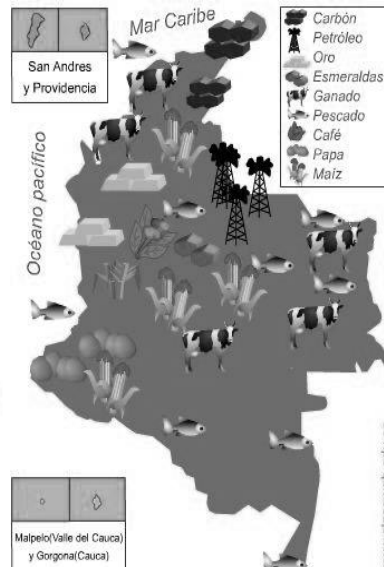 San Andres
y Providencia
Mar Caribe
Carbón
Petróleo
Oro
Esmeraldas
Ganado
Pescado
Café
Papa
Maíz
Océano pacífico
Malpelo(Valle del Cauca)
y Gorgona(Cauca)